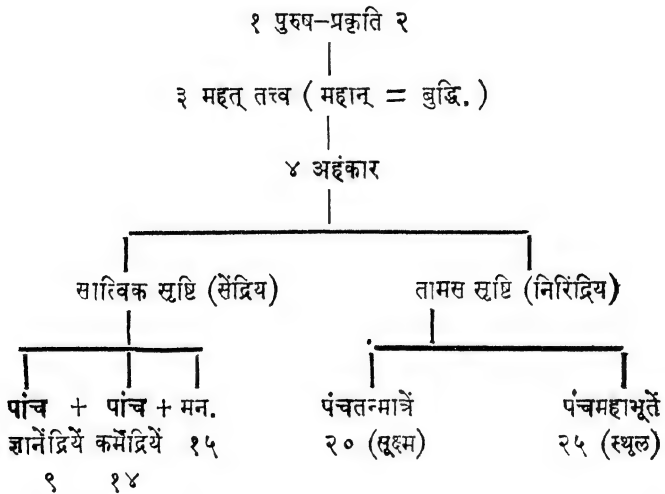 १ पुरुष-प्रकृति २
३ महत् तत्त्व ( महान् = बुद्धि. )
४ अहंकार
सात्विक सृष्टि (सेंद्रिय)
तामस सृष्टि (निरिंद्रिय)
पांच + पांच + मन.
ज्ञानेंद्रियें कर्मेंद्रियें १५
९ १४
पंचतन्मात्रें
२० (सूक्ष्म)
पंचमहाभूतें
२५ (स्थुल)